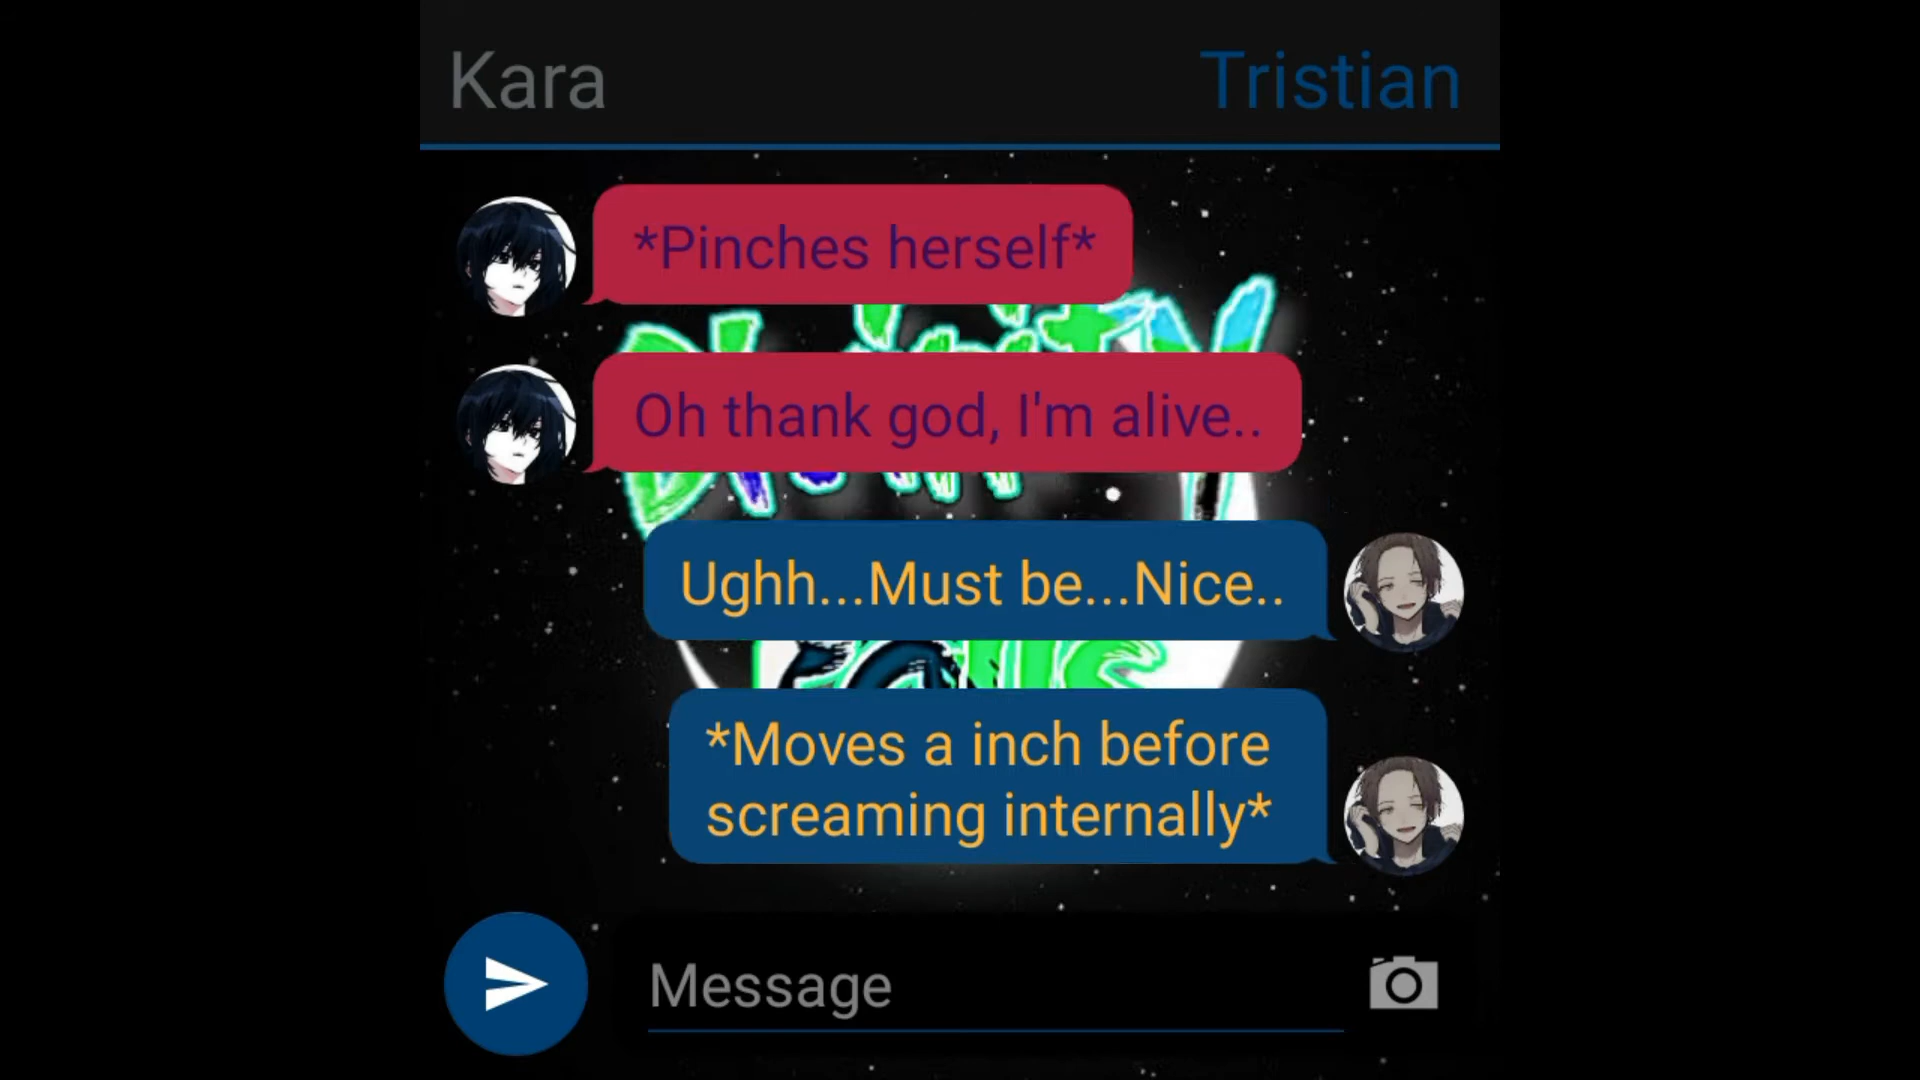 Kara
Tristian
*Pinches herself*
Oh thank god, I'm alive..
Ughh...Must be...Nice..
*Moves a inch before
screaming internally*
Message